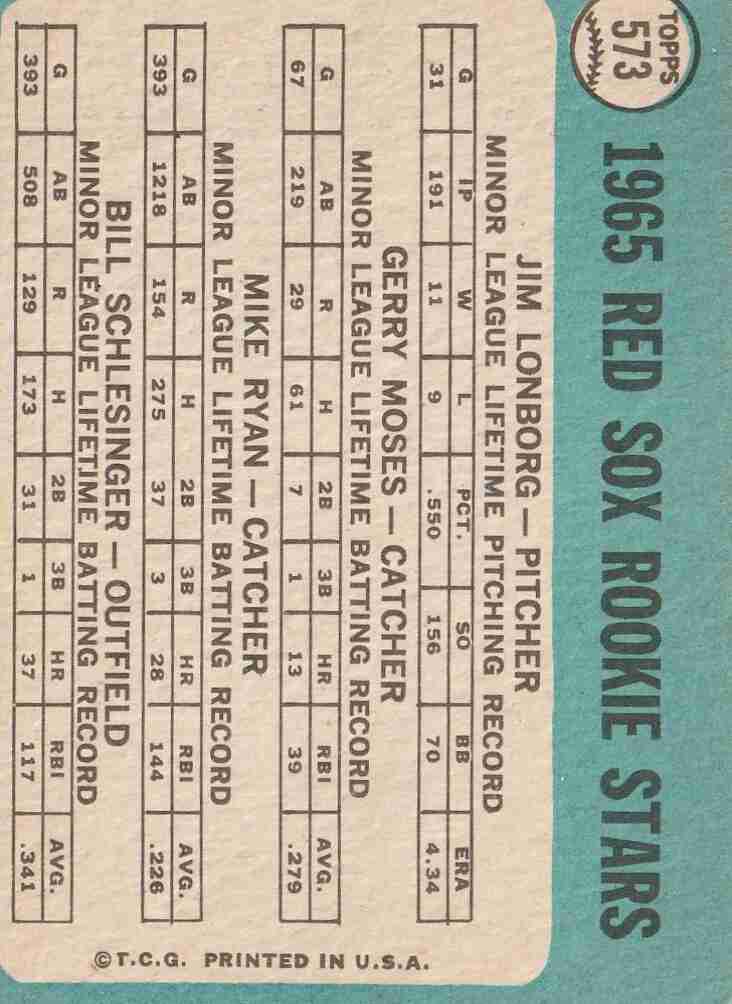 TOPPS
573
1965 RED SOX ROOKIE STARS
JIM LONBORG — PITCHER
MINOR LEAGUE LIFETIME PITCHING RECORD
G IP W L PCT. SO BB ERA
31 191 11 9 .550 156 70 4.34
GERRY MOSES — CATCHER
MINOR LEAGUE LIFETIME BATTING RECORD
G AB R H 2B 3B HR RBI AVG.
67 219 29 61 7 1 13 39 .279
MIKE RYAN — CATCHER
MINOR LEAGUE LIFETIME BATTING RECORD
G AB R H 2B 3B HR RBI AVG.
393 1218 154 275 37 3 28 144 .226
BILL SCHLESINGER — OUTFIELD
MINOR LEAGUE LIFETIME BATTING RECORD
G AB R H 2B 3B HR RBI AVG.
393 508 129 173 31 1 37 117 .341
©T.C.G. PRINTED IN U.S.A.